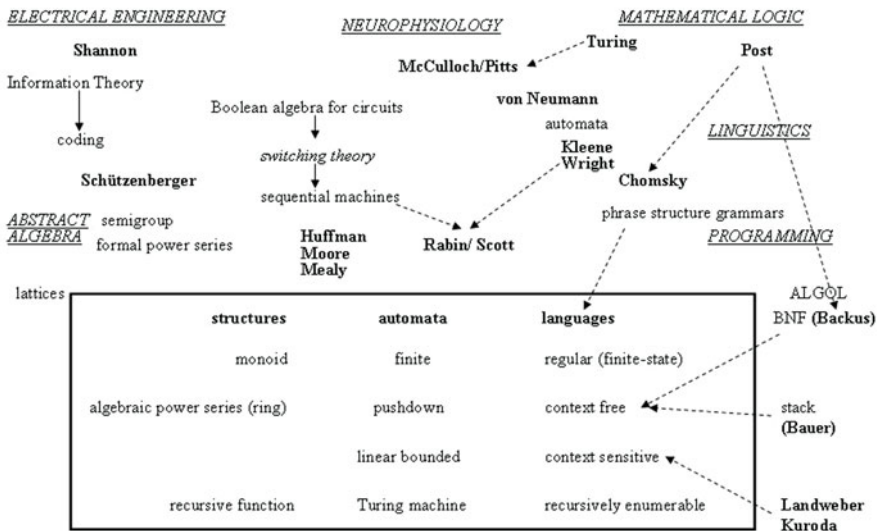 ELECTRICAL ENGINEERING
NEUROPHYSIOLOGY
MATHEMATICAL LOGIC
Shannon
Turing
Post
McCulloch/Pitts
Information Theory
Boolean algebra for circuits
von Neumann
automata
LINGUISTICS
coding
switching theory
Kleene
Wright
Schützenberger
sequential machines
Chomsky
ABSTRACT
ALGEBRA
semigroup
formal power series
phrase structure grammars
Huffman
Moore
Mealy
Rabin/ Scott
PROGRAMMING
lattices
ALGOL
BNF (Backus)
structures automata languages
monoid finite regular (finite-state)
algebraic power series (ring) pushdown context free
stack
(Bauer)
linear bounded context sensitive
recursive function Turing machine recursively enumerable
Landweber
Kuroda